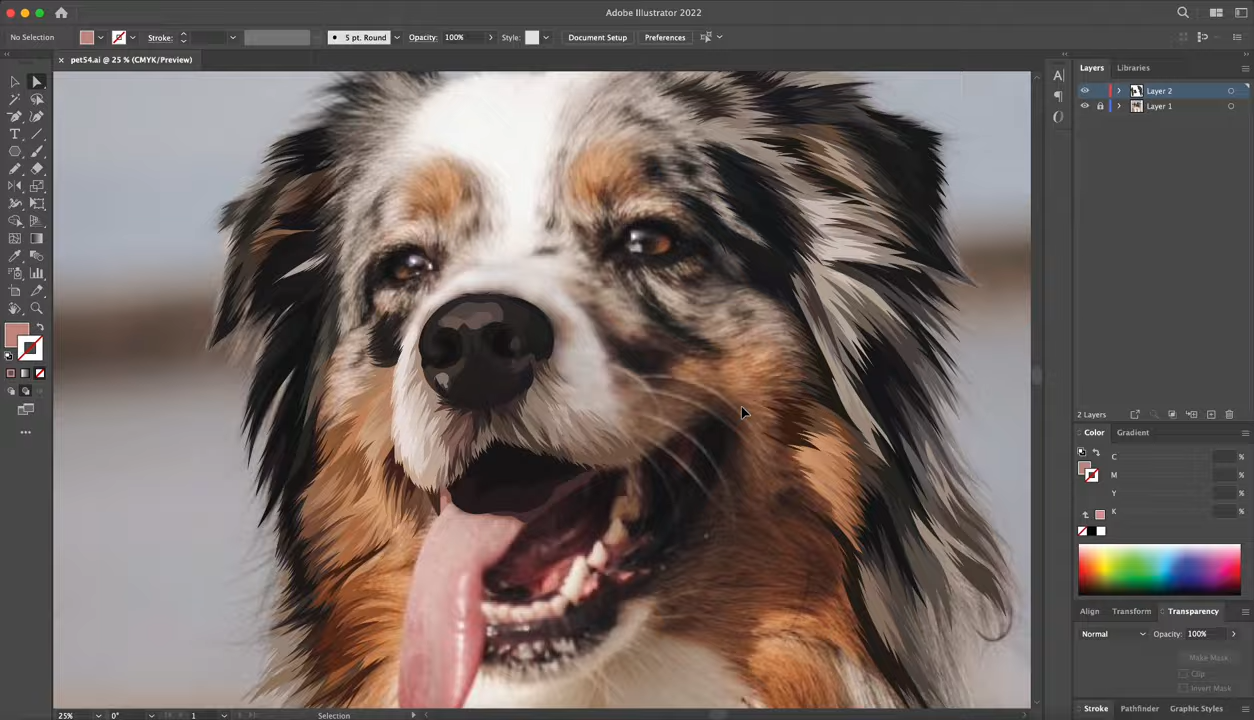 Adobe Illustrator 2022
No Selection
Stroke:
5 pt. Round
Opacity: 100%
Style:
Document Setup
Preferences
× pet54.ai @ 25 % (CMYK/Preview)
Layers
Libraries
Layer 2
Layer 1
2 Layers
Color
Gradient
C %
M %
Y %
K %
Align
Transform
Transparency
Normal
Opacity: 100%
Make Mask
Clip
Invert Mask
Stroke
Pathfinder
Graphic Styles
25%
0°
1
Selection